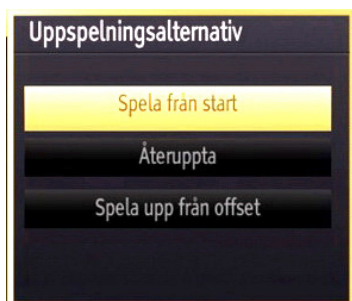 Uppspelningsalternativ
Spela från start
Återuppta
Spela upp från offset